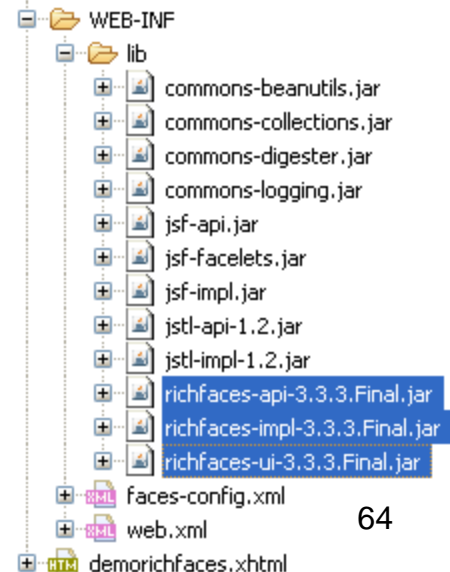 WEB-INF
lib
commons-beanutils.jar
commons-collections.jar
commons-digester.jar
commons-logging.jar
jsf-api.jar
jsf-facelets.jar
jsf-impl.jar
jstl-api-1.2.jar
jstl-impl-1.2.jar
richfaces-api-3.3.3.Final.jar
richfaces-impl-3.3.3.Final.jar
richfaces-ui-3.3.3.Final.jar
XML faces-config.xml
XML web.xml
64
HTM demorichfaces.xhtml